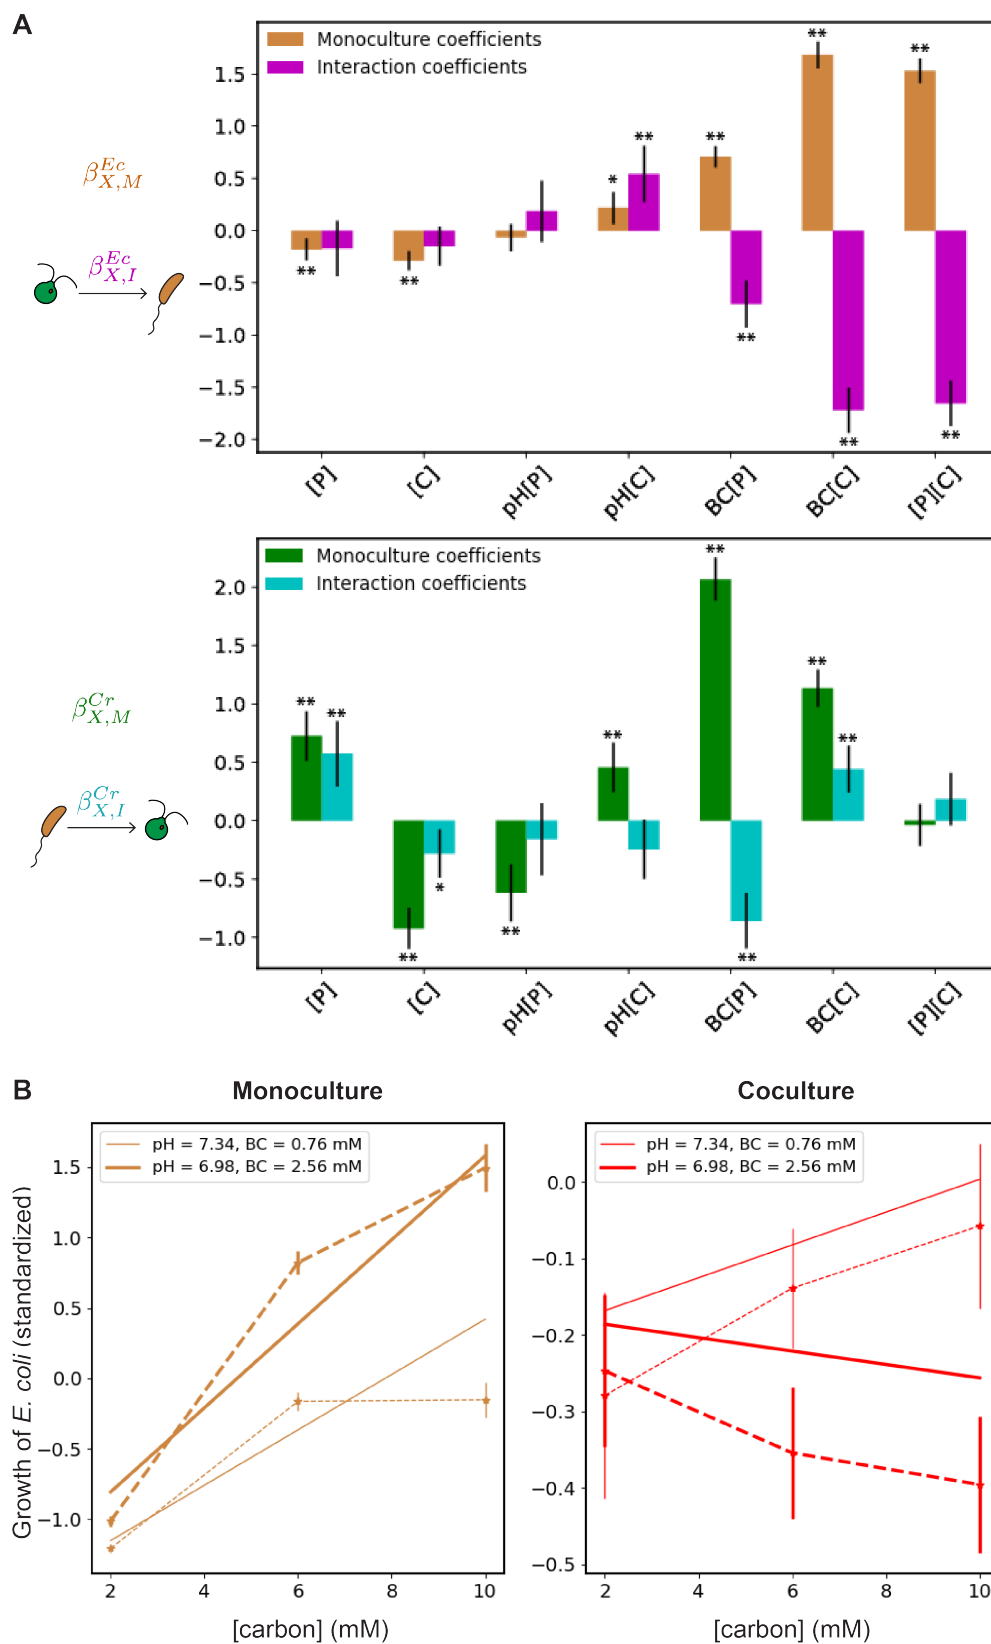 A
Monoculture coefficients
Interaction coefficients
1.5
1.0
0.5
0.0
−0.5
−1.0
−1.5
−2.0
** ** * ** ** ** ** ** ** **
β^{Ec}_{X,M}
β^{Ec}_{X,I}
[P] [C] pH[P] pH[C] BC[P] BC[C] [P][C]
Monoculture coefficients
Interaction coefficients
2.0
1.5
1.0
0.5
0.0
−0.5
−1.0
** ** ** * ** ** ** ** ** **
β^{Cr}_{X,M}
β^{Cr}_{X,I}
[P] [C] pH[P] pH[C] BC[P] BC[C] [P][C]
B
Monoculture
Coculture
Growth of E. coli (standardized)
pH = 7.34, BC = 0.76 mM
pH = 6.98, BC = 2.56 mM
1.5
1.0
0.5
0.0
−0.5
−1.0
2 4 6 8 10
[carbon] (mM)
pH = 7.34, BC = 0.76 mM
pH = 6.98, BC = 2.56 mM
0.0
−0.1
−0.2
−0.3
−0.4
−0.5
2 4 6 8 10
[carbon] (mM)